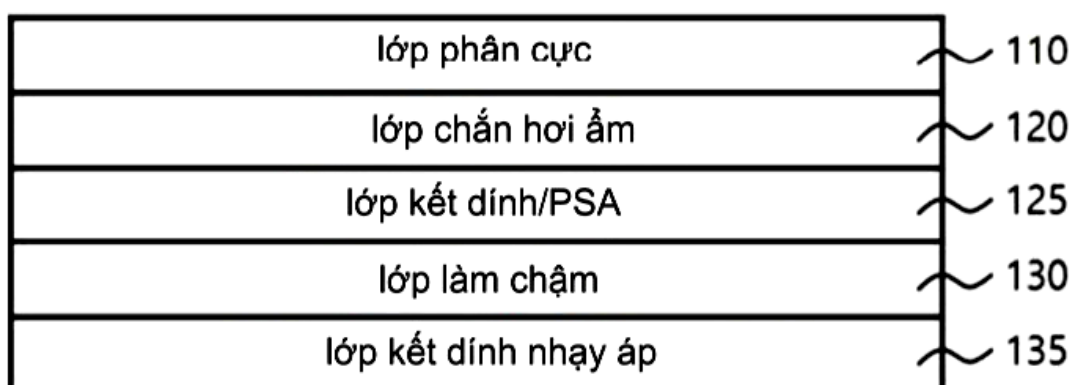 lớp phân cực 110
lớp chắn hơi ẩm 120
lớp kết dính/PSA 125
lớp làm chậm 130
lớp kết dính nhạy áp 135